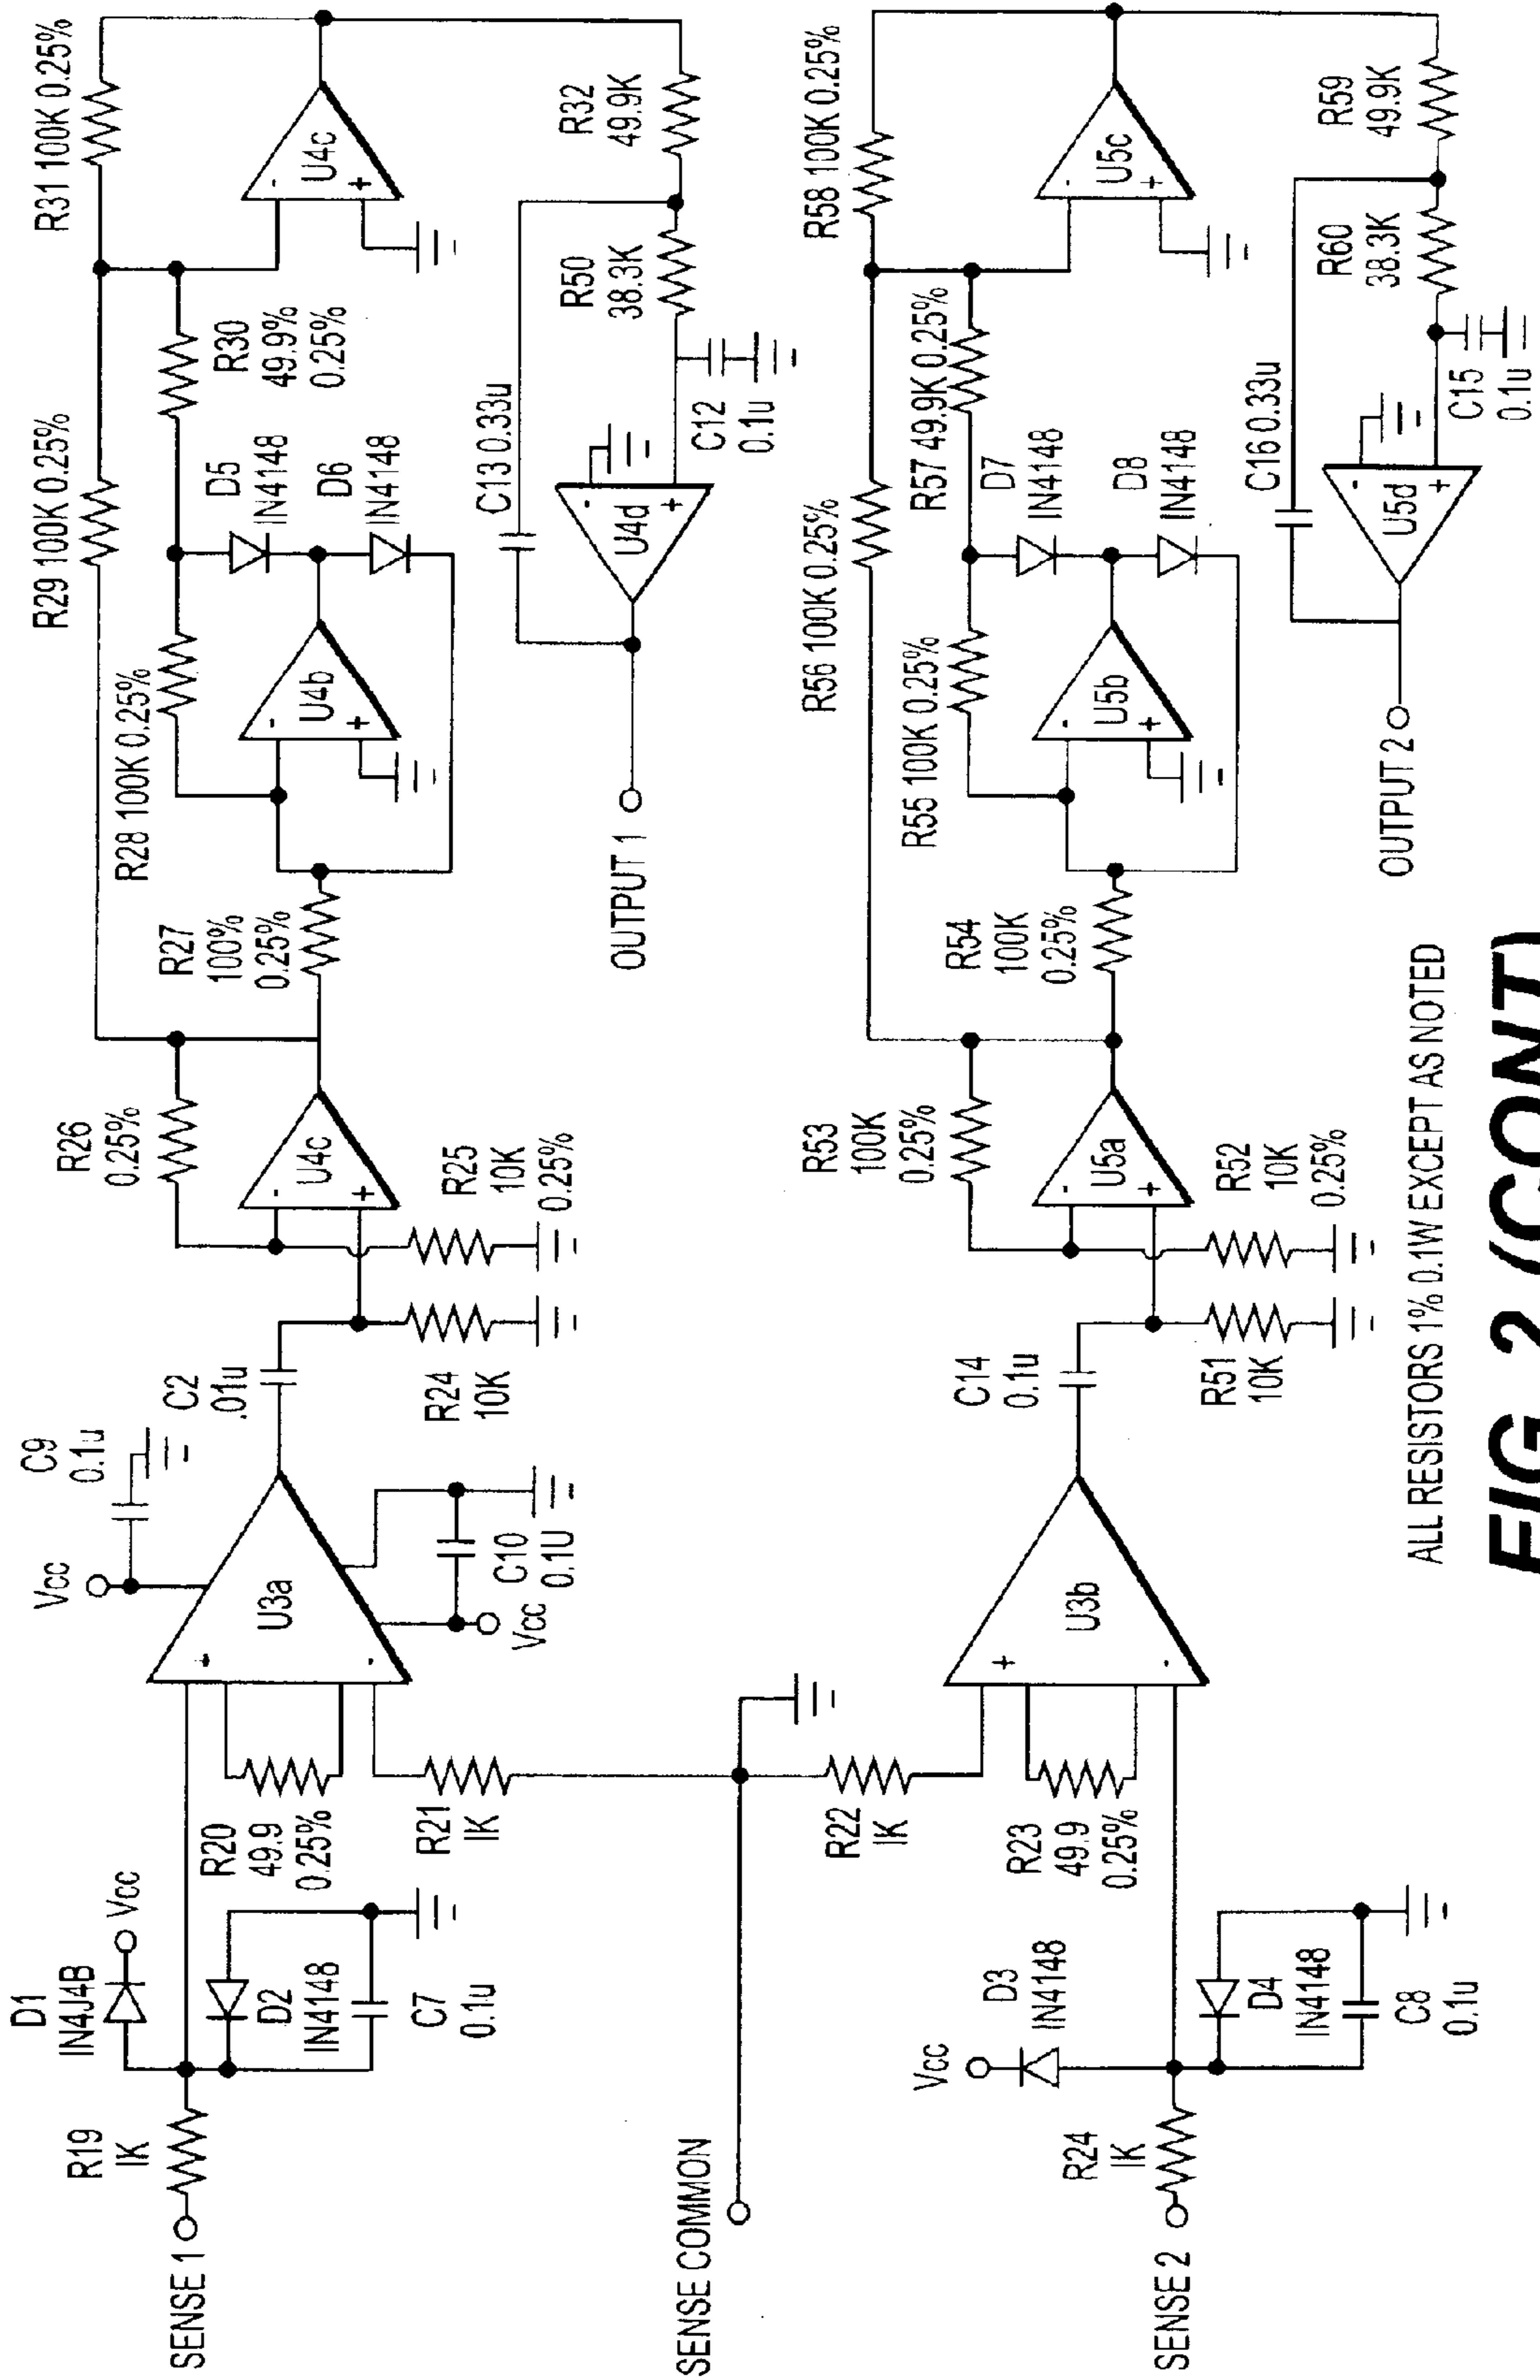 SENSE 1
R19
IK
D1
IN4J4B
Vcc
D2
IN4148
C7
0.1u
R20
49.9
0.25%
R21
IK
+
-
U3a
Vcc
C9
0.1u
Vcc
C10
0.1U
C2
.01u
R24
10K
R25
10K
0.25%
R26
0.25%
-
+
U4c
R27
100%
0.25%
R28 100K 0.25%
R29 100K 0.25%
-
+
U4b
D5
IN4148
D6
IN4148
R30
49.9%
0.25%
R31 100K 0.25%
-
+
U4c
R32
49.9K
R50
38.3K
C12
0.1u
C13 0.33u
-
+
U4d
OUTPUT 1
SENSE COMMON
SENSE 2
R24
IK
Vcc
D3
IN4148
D4
IN4148
C8
0.1u
R22
IK
R23
49.9
0.25%
+
-
U3b
C14
0.1u
R51
10K
R52
10K
0.25%
R53
100K
0.25%
-
+
U5a
R54
100K
0.25%
R55 100K 0.25%
R56 100K 0.25%
-
+
U5b
D7
IN4148
D8
IN4148
R57 49.9K 0.25%
R58 100K 0.25%
-
+
U5c
R59
49.9K
R60
38.3K
C15
0.1u
C16 0.33u
-
+
U5d
OUTPUT 2
ALL RESISTORS 1% 0.1W EXCEPT AS NOTED
FIG 2 (CONT)